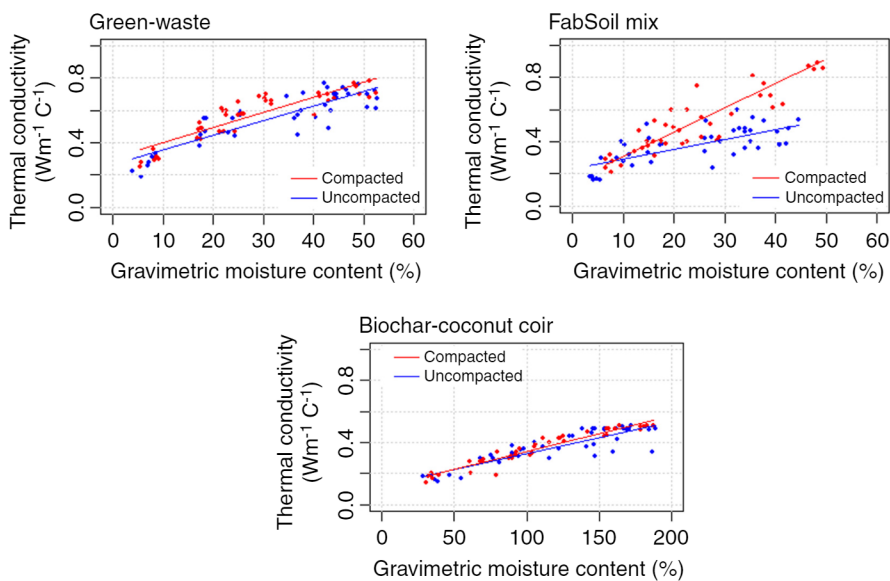 Green-waste
Thermal conductivity
(Wm⁻¹ C⁻¹)
0.8
0.4
0.0
Compacted
Uncompacted
0 10 20 30 40 50 60
Gravimetric moisture content (%)
FabSoil mix
Thermal conductivity
(Wm⁻¹ C⁻¹)
0.8
0.4
0.0
Compacted
Uncompacted
0 10 20 30 40 50 60
Gravimetric moisture content (%)
Biochar-coconut coir
Thermal conductivity
(Wm⁻¹ C⁻¹)
Compacted
Uncompacted
0.8
0.4
0.0
0 50 100 150 200
Gravimetric moisture content (%)